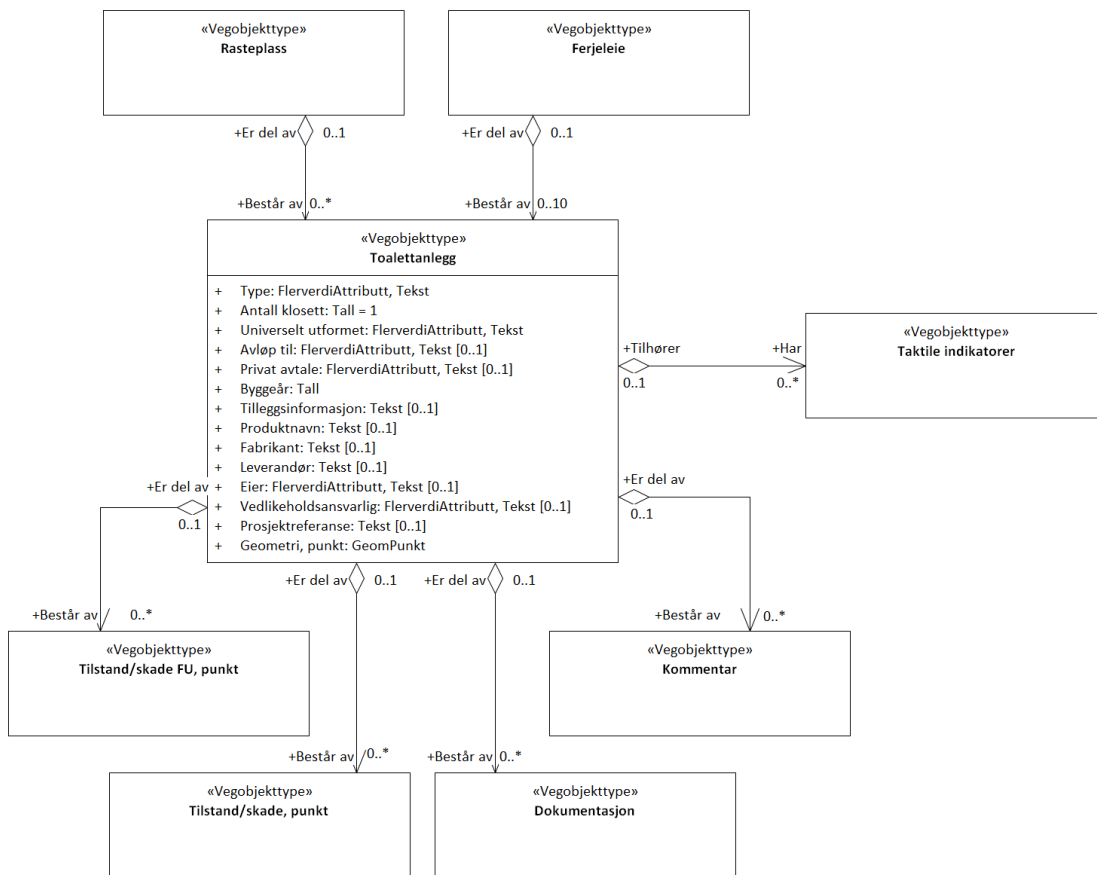 «Vegobjekttype»
Rasteplass
«Vegobjekttype»
Ferjeleie
+Er del av 0..1
+Er del av 0..1
+Består av 0..*
+Består av 0..10
«Vegobjekttype»
Toalettanlegg
+ Type: FlerverdiAttributt, Tekst
+ Antall klosett: Tall = 1
+ Universelt utformet: FlerverdiAttributt, Tekst
+ Avløp til: FlerverdiAttributt, Tekst [0..1]
+ Privat avtale: FlerverdiAttributt, Tekst [0..1]
+ Byggeår: Tall
+ Tilleggsinformasjon: Tekst [0..1]
+ Produktnavn: Tekst [0..1]
+ Fabrikant: Tekst [0..1]
+ Leverandør: Tekst [0..1]
+ Eier: FlerverdiAttributt, Tekst [0..1]
+ Vedlikeholdsansvarlig: FlerverdiAttributt, Tekst [0..1]
+ Prosjektreferanse: Tekst [0..1]
+ Geometri, punkt: GeomPunkt
+Tilhører +Har
0..1 0..*
«Vegobjekttype»
Taktile indikatorer
+Er del av
0..1
+Er del av
0..1
+Er del av 0..1
+Er del av 0..1
+Består av 0..*
«Vegobjekttype»
Tilstand/skade FU, punkt
+Består av 0..*
«Vegobjekttype»
Kommentar
+Består av 0..*
«Vegobjekttype»
Tilstand/skade, punkt
+Består av 0..*
«Vegobjekttype»
Dokumentasjon